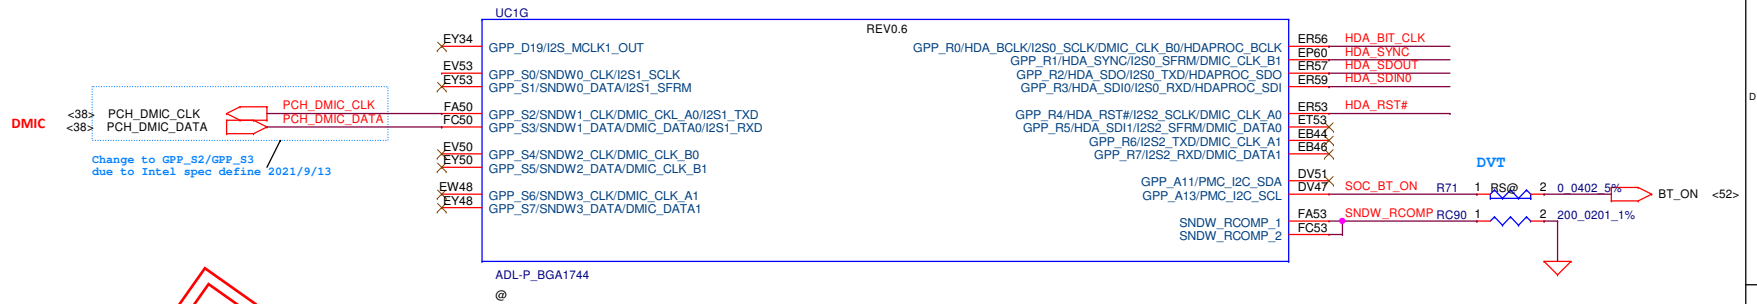 UC1G
REV0.6
EY34 GPP_D19/I2S_MCLK1_OUT
EV53 GPP_S0/SNDW0_CLK/I2S1_SCLK
EY53 GPP_S1/SNDW0_DATA/I2S1_SFRM
DMIC <38> PCH_DMIC_CLK PCH_DMIC_CLK FA50 GPP_S2/SNDW1_CLK/DMIC_CKL_A0/I2S1_TXD
<38> PCH_DMIC_DATA PCH_DMIC_DATA FC50 GPP_S3/SNDW1_DATA/DMIC_DATA0/I2S1_RXD
Change to GPP_S2/GPP_S3
due to Intel spec define 2021/9/13
EV50 GPP_S4/SNDW2_CLK/DMIC_CLK_B0
EY50 GPP_S5/SNDW2_DATA/DMIC_CLK_B1
EW48 GPP_S6/SNDW3_CLK/DMIC_CLK_A1
EY48 GPP_S7/SNDW3_DATA/DMIC_DATA1
GPP_R0/HDA_BCLK/I2S0_SCLK/DMIC_CLK_B0/HDAPROC_BCLK ER56 HDA_BIT_CLK
GPP_R1/HDA_SYNC/I2S0_SFRM/DMIC_CLK_B1 EP60 HDA_SYNC
GPP_R2/HDA_SDO/I2S0_TXD/HDAPROC_SDO ER57 HDA_SDOUT
GPP_R3/HDA_SDI0/I2S0_RXD/HDAPROC_SDI ER59 HDA_SDIN0
GPP_R4/HDA_RST#/I2S2_SCLK/DMIC_CLK_A0 ER53 HDA_RST#
GPP_R5/HDA_SDI1/I2S2_SFRM/DMIC_DATA0 ET53
GPP_R6/I2S2_TXD/DMIC_CLK_A1 EB44
GPP_R7/I2S2_RXD/DMIC_DATA1 EB46
DVT
GPP_A11/PMC_I2C_SDA DV51
GPP_A13/PMC_I2C_SCL DV47 SOC_BT_ON R71 1 RS@ 2 0_0402_5% BT_ON <52>
SNDW_RCOMP_1 FA53 SNDW_RCOMP RC90 1 2 200_0201_1%
SNDW_RCOMP_2 FC53
ADL-P_BGA1744
@
D